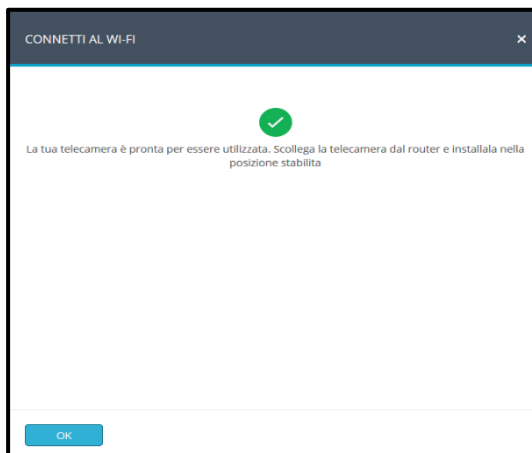 CONNETTI AL WI-FI
La tua telecamera è pronta per essere utilizzata. Scollega la telecamera dal router e installala nella
posizione stabilita
OK